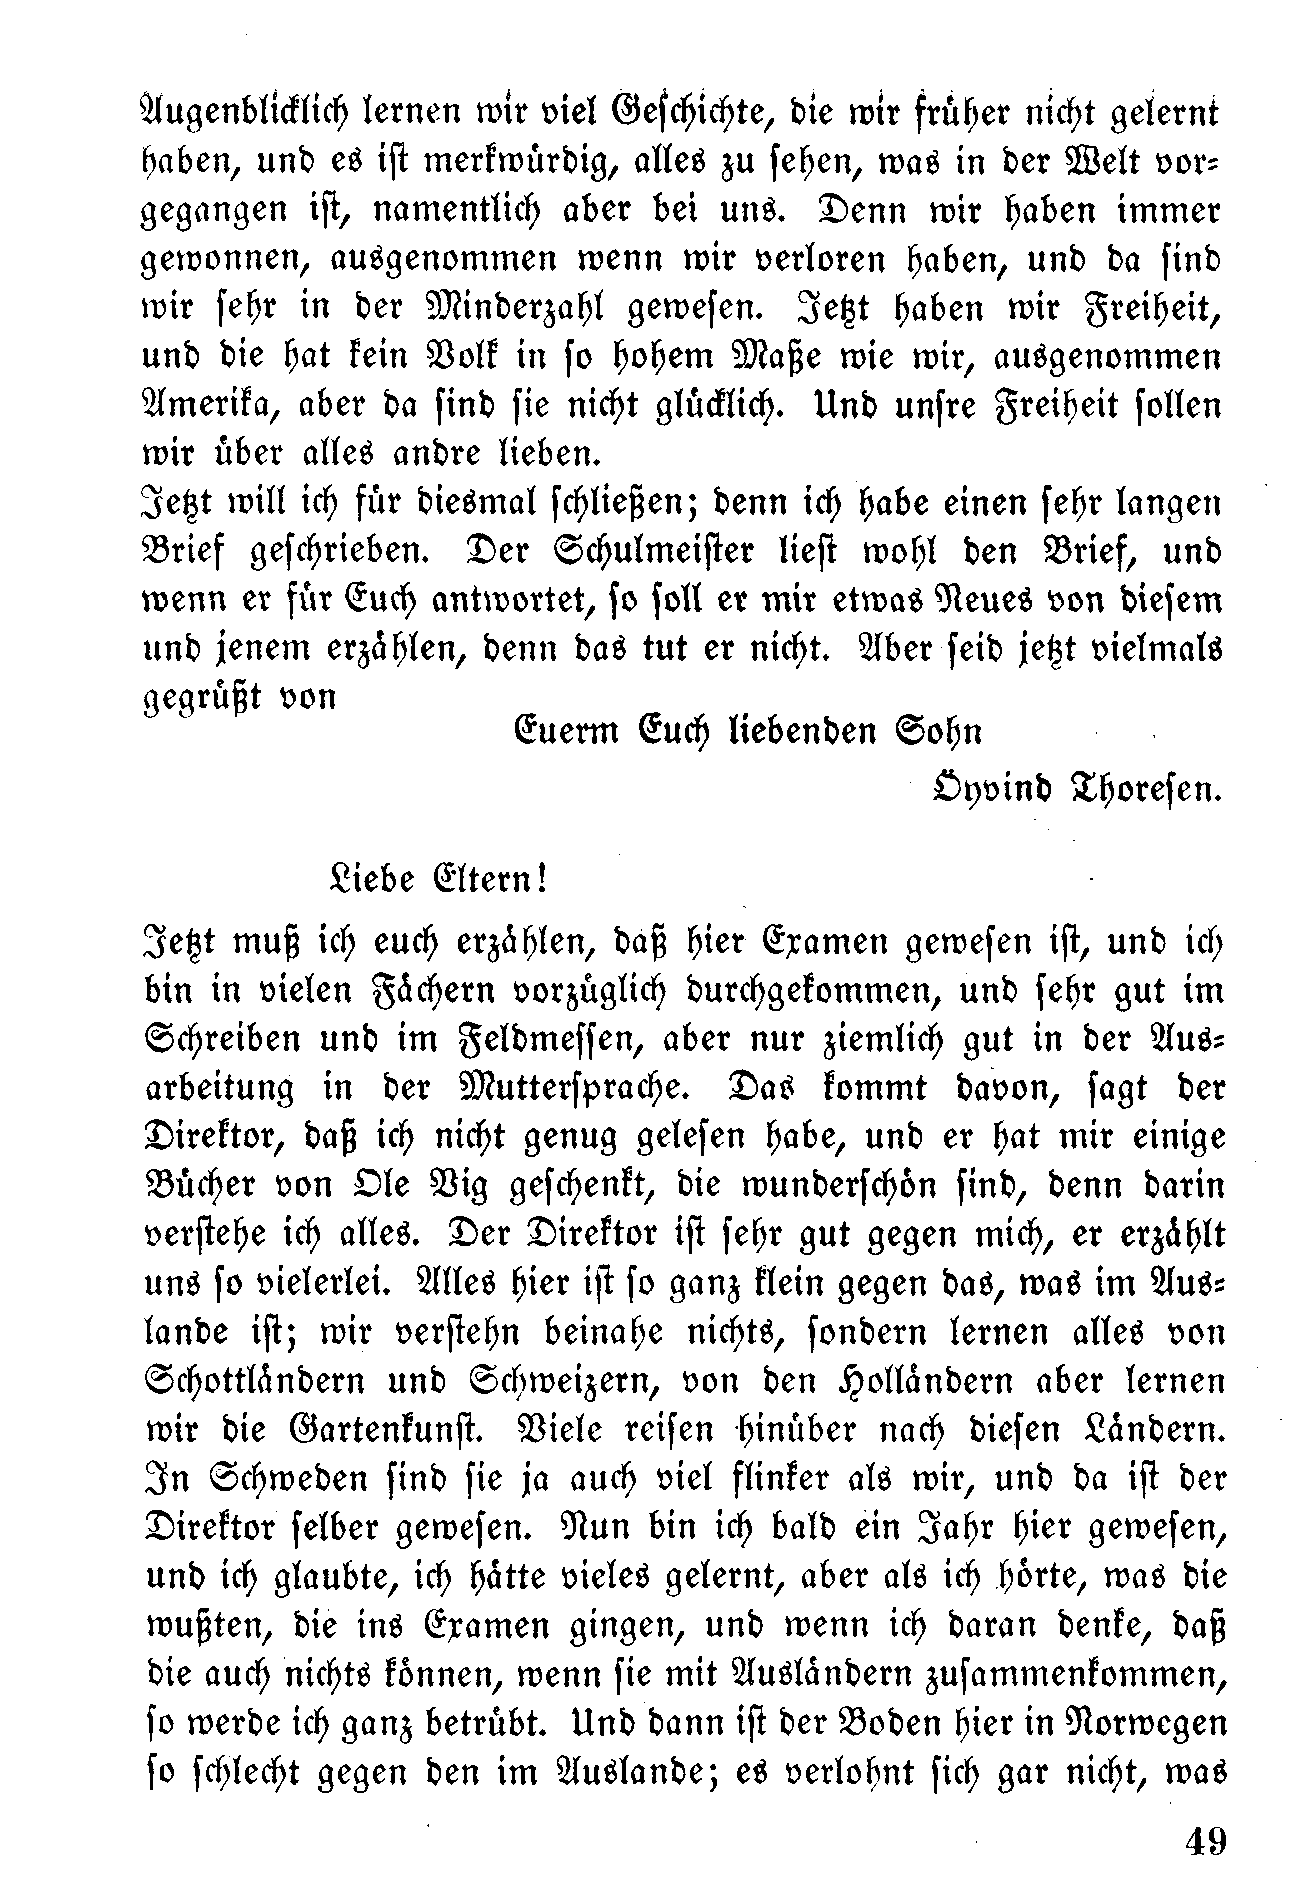 Augenblicklich lernen wir viel Geschichte, die wir früher nicht gelernt
haben, und es ist merkwürdig, alles zu sehen, was in der Welt vor-
gegangen ist, namentlich aber bei uns. Denn wir haben immer
gewonnen, ausgenommen wenn wir verloren haben, und da sind
wir sehr in der Minderzahl gewesen. Jetzt haben wir Freiheit,
und die hat kein Volk in so hohem Maße wie wir, ausgenommen
Amerika, aber da sind sie nicht glücklich. Und unsre Freiheit sollen
wir über alles andre lieben.
Jetzt will ich für diesmal schließen; denn ich habe einen sehr langen
Brief geschrieben. Der Schulmeister liest wohl den Brief, und
wenn er für Euch antwortet, so soll er mir etwas Neues von diesem
und jenem erzählen, denn das tut er nicht. Aber seid jetzt vielmals
gegrüßt von
Euerm Euch liebenden Sohn
Öyvind Thoresen.
Liebe Eltern!
Jetzt muß ich euch erzählen, daß hier Examen gewesen ist, und ich
bin in vielen Fächern vorzüglich durchgekommen, und sehr gut im
Schreiben und im Feldmessen, aber nur ziemlich gut in der Aus-
arbeitung in der Muttersprache. Das kommt davon, sagt der
Direktor, daß ich nicht genug gelesen habe, und er hat mir einige
Bücher von Ole Vig geschenkt, die wunderschön sind, denn darin
verstehe ich alles. Der Direktor ist sehr gut gegen mich, er erzählt
uns so vielerlei. Alles hier ist so ganz klein gegen das, was im Aus-
lande ist; wir verstehn beinahe nichts, sondern lernen alles von
Schottländern und Schweizern, von den Holländern aber lernen
wir die Gartenkunst. Viele reisen hinüber nach diesen Ländern.
In Schweden sind sie ja auch viel flinker als wir, und da ist der
Direktor selber gewesen. Nun bin ich bald ein Jahr hier gewesen,
und ich glaubte, ich hätte vieles gelernt, aber als ich hörte, was die
wußten, die ins Examen gingen, und wenn ich daran denke, daß
die auch nichts können, wenn sie mit Ausländern zusammenkommen,
so werde ich ganz betrübt. Und dann ist der Boden hier in Norwegen
so schlecht gegen den im Auslande; es verlohnt sich gar nicht, was
49